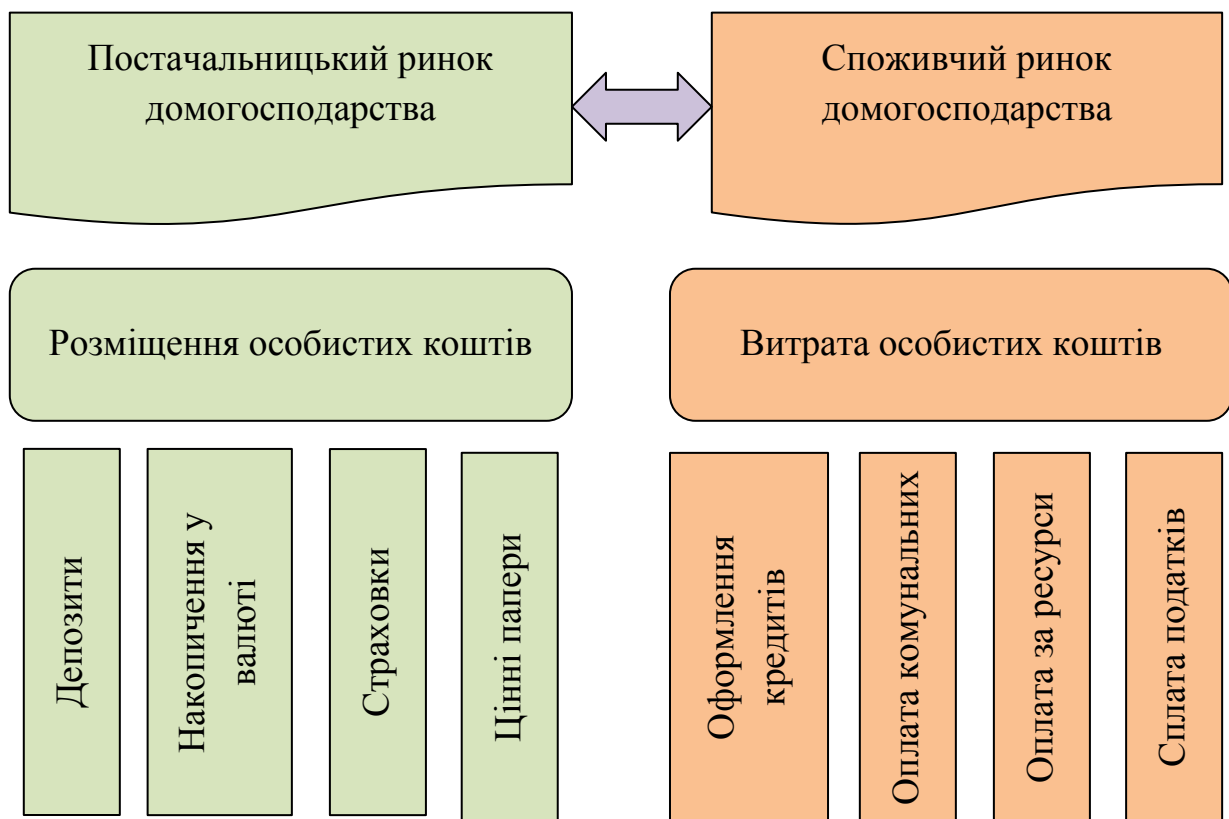 Постачальницький ринок
домогосподарства
Споживчий ринок
домогосподарства
Розміщення особистих коштів
Витрата особистих коштів
Депозити
Накопичення у
валюті
Страховки
Цінні папери
Оформлення
кредитів
Оплата комунальних
Оплата за ресурси
Сплата податків